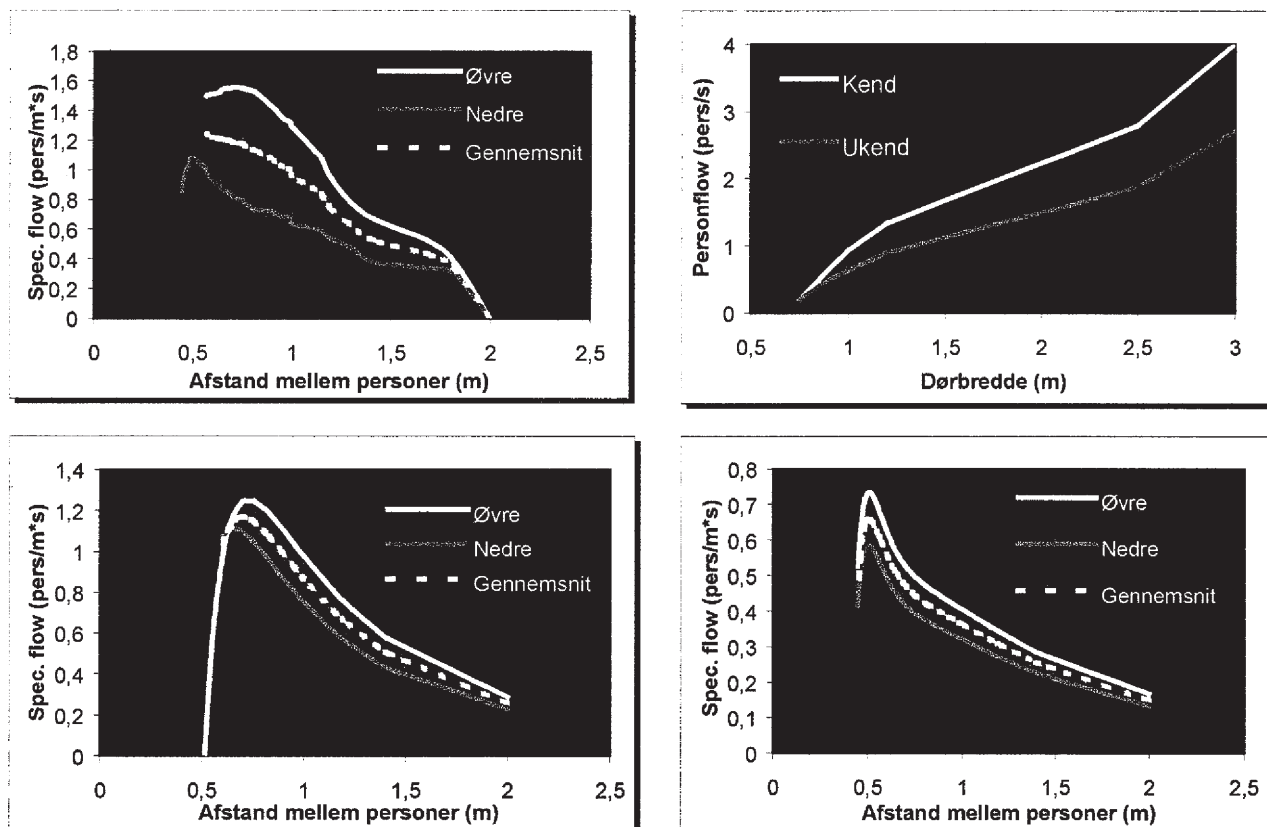 1,8
1,6
1,4
1,2
1
0,8
0,6
0,4
0,2
0
Spec. flow (pers/m*s)
Øvre
Nedre
Gennemsnit
0 0,5 1 1,5 2 2,5
Afstand mellem personer (m)
4
3
2
1
0
Personflow (pers/s)
Kend
Ukend
0,5 1 1,5 2 2,5 3
Dørbredde (m)
1,4
1,2
1
0,8
0,6
0,4
0,2
0
Spec. flow (pers/m*s)
Øvre
Nedre
Gennemsnit
0 0,5 1 1,5 2 2,5
Afstand mellem personer (m)
0,8
0,7
0,6
0,5
0,4
0,3
0,2
0,1
0
Spec. flow (pers/m*s)
Øvre
Nedre
Gennemsnit
0 0,5 1 1,5 2 2,5
Afstand mellem personer (m)